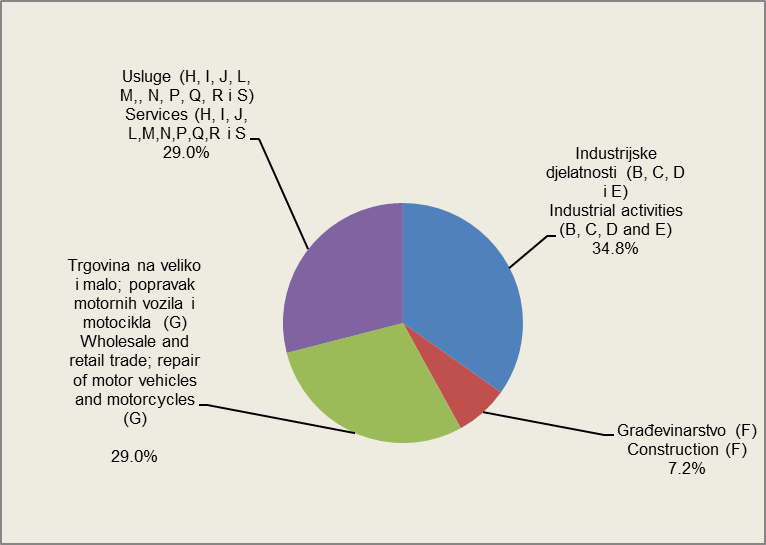 Usluge (H, I, J, L,
M,, N, P, Q, R i S)
Services (H, I, J,
L,M,N,P,Q,R i S
29.0%
Industrijske
djelatnosti (B, C, D
i E)
Industrial activities
(B, C, D and E)
34.8%
Trgovina na veliko
i malo; popravak
motornih vozila i
motocikla (G)
Wholesale and
retail trade; repair
of motor vehicles
and motorcycles
(G)
29.0%
Građevinarstvo (F)
Construction (F)
7.2%